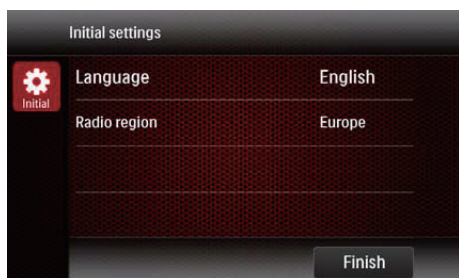 Initial settings
Language English
Initial
Radio region Europe
Finish